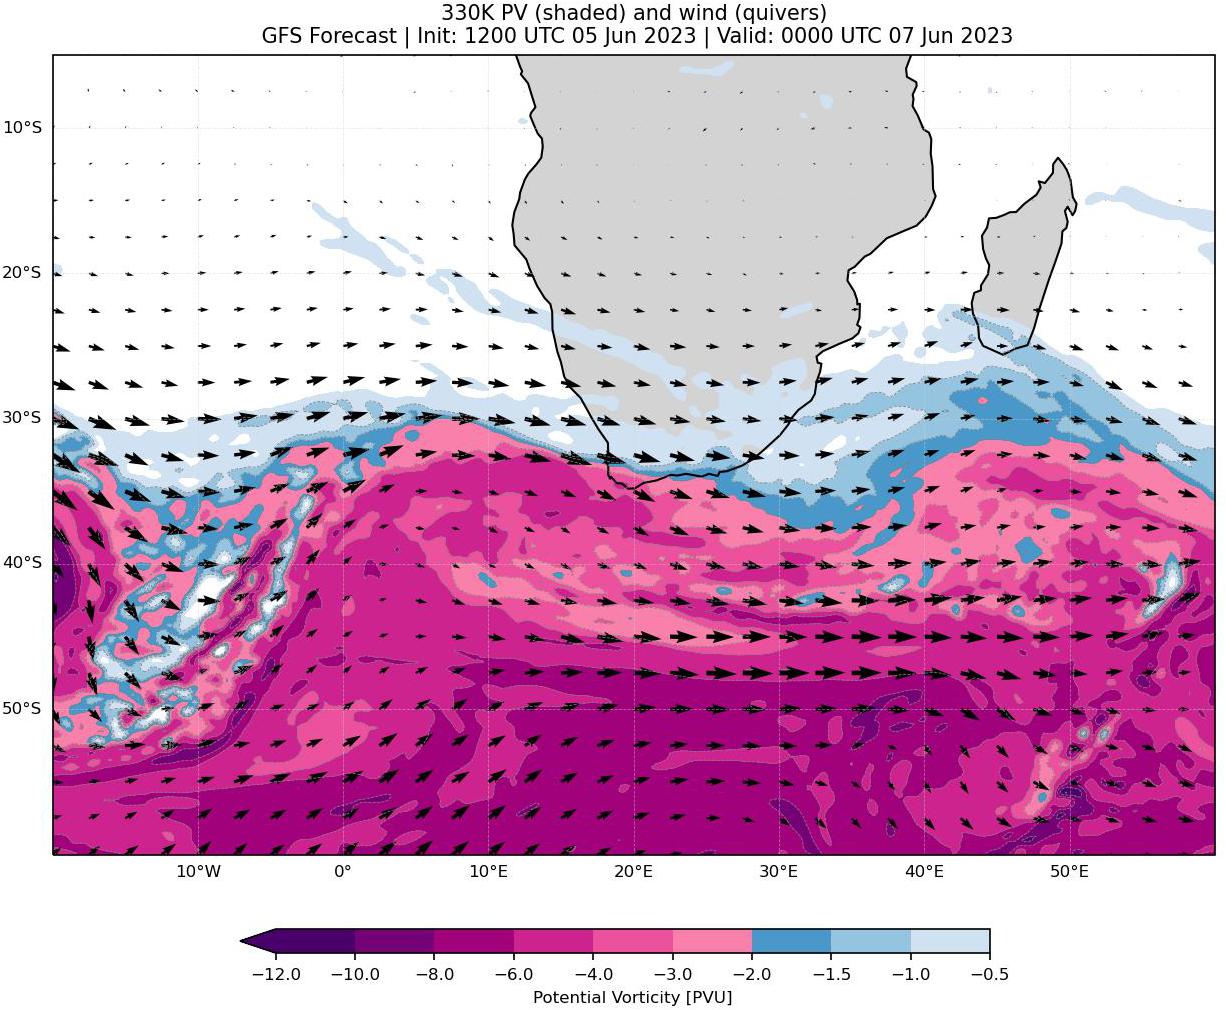 330K PV (shaded) and wind (quivers)
GFS Forecast | Init: 1200 UTC 05 Jun 2023 | Valid: 0000 UTC 07 Jun 2023
10°S
20°S
30°S
40°S
50°S
10°W 0° 10°E 20°E 30°E 40°E 50°E
−12.0 −10.0 −8.0 −6.0 −4.0 −3.0 −2.0 −1.5 −1.0 −0.5
Potential Vorticity [PVU]